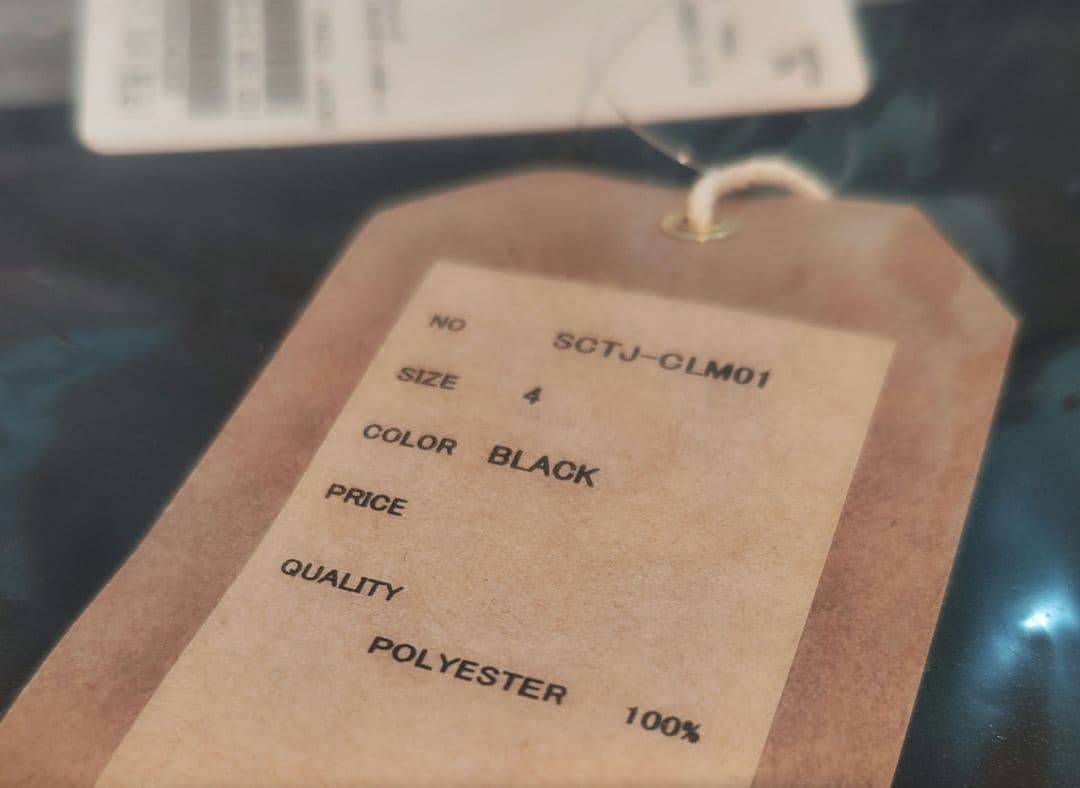 NO SCTJ-CLM01
SIZE 4
COLOR BLACK
PRICE
QUALITY
POLYESTER 100%